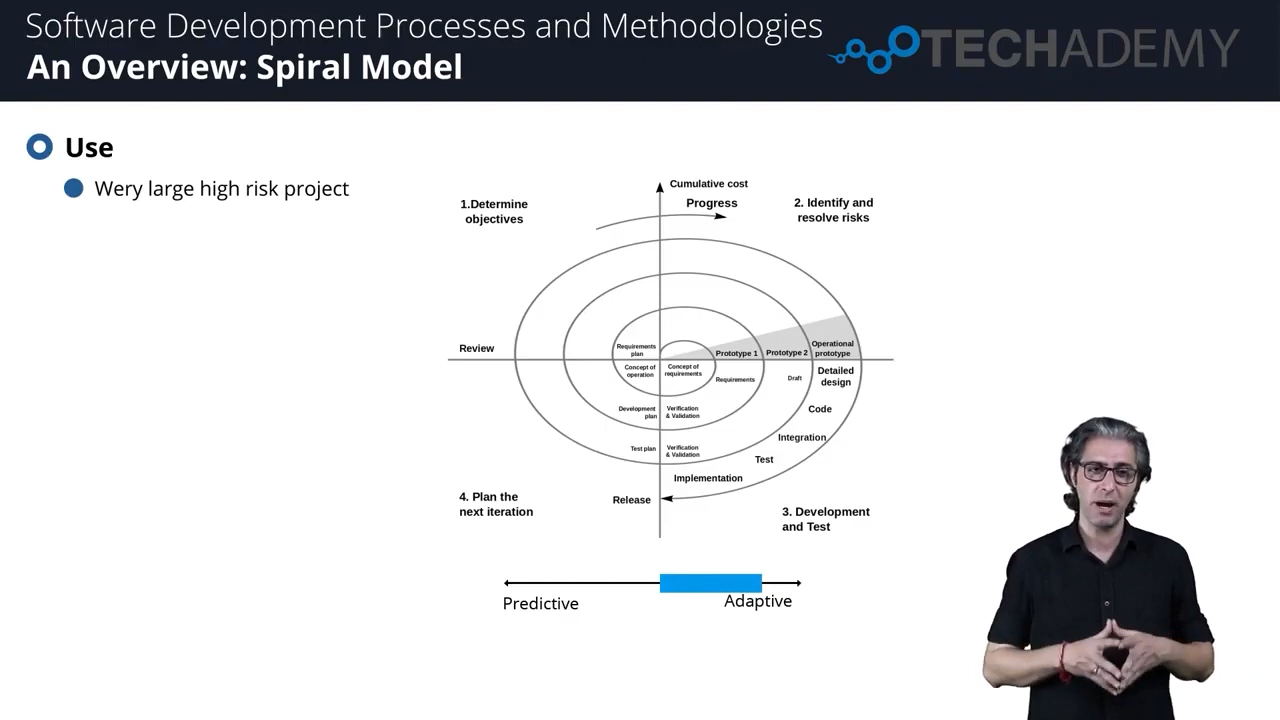 Software Development Processes and Methodologies
An Overview: Spiral Model
TECHADEMY
Use
Wery large high risk project
Cumulative cost
Progress
1.Determine
objectives
2. Identify and
resolve risks
Review
Requirements
plan
Concept of
operation
Concept of
requirements
Prototype 1
Prototype 2
Operational
prototype
Requirements
Draft
Detailed
design
Development
plan
Verification
& Validation
Code
Test plan
Verification
& Validation
Integration
Test
Implementation
Release
4. Plan the
next iteration
3. Development
and Test
Predictive
Adaptive